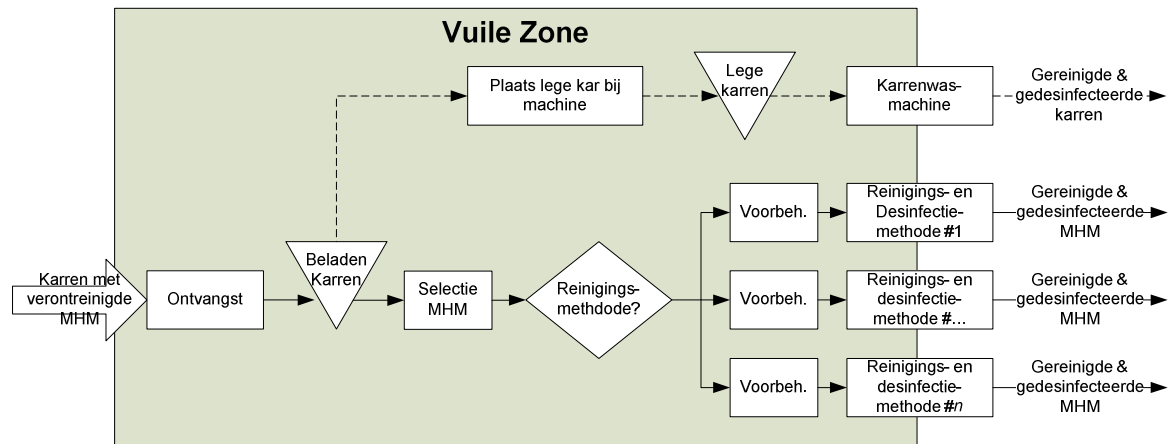 Vuile Zone
Plaats lege kar bij
machine
Lege
karren
Karrenwas-
machine
Gereinigde &
gedesinfecteerde
karren
Karren met
verontreinigde
MHM
Ontvangst
Beladen
Karren
Selectie
MHM
Reinigings-
methdode?
Voorbeh.
Reinigings- en
Desinfectie-
methode #1
Gereinigde &
gedesinfecteerde
MHM
Voorbeh.
Reinigings- en
desinfectie-
methode #...
Gereinigde &
gedesinfecteerde
MHM
Voorbeh.
Reinigings- en
desinfectie-
methode #n
Gereinigde &
gedesinfecteerde
MHM